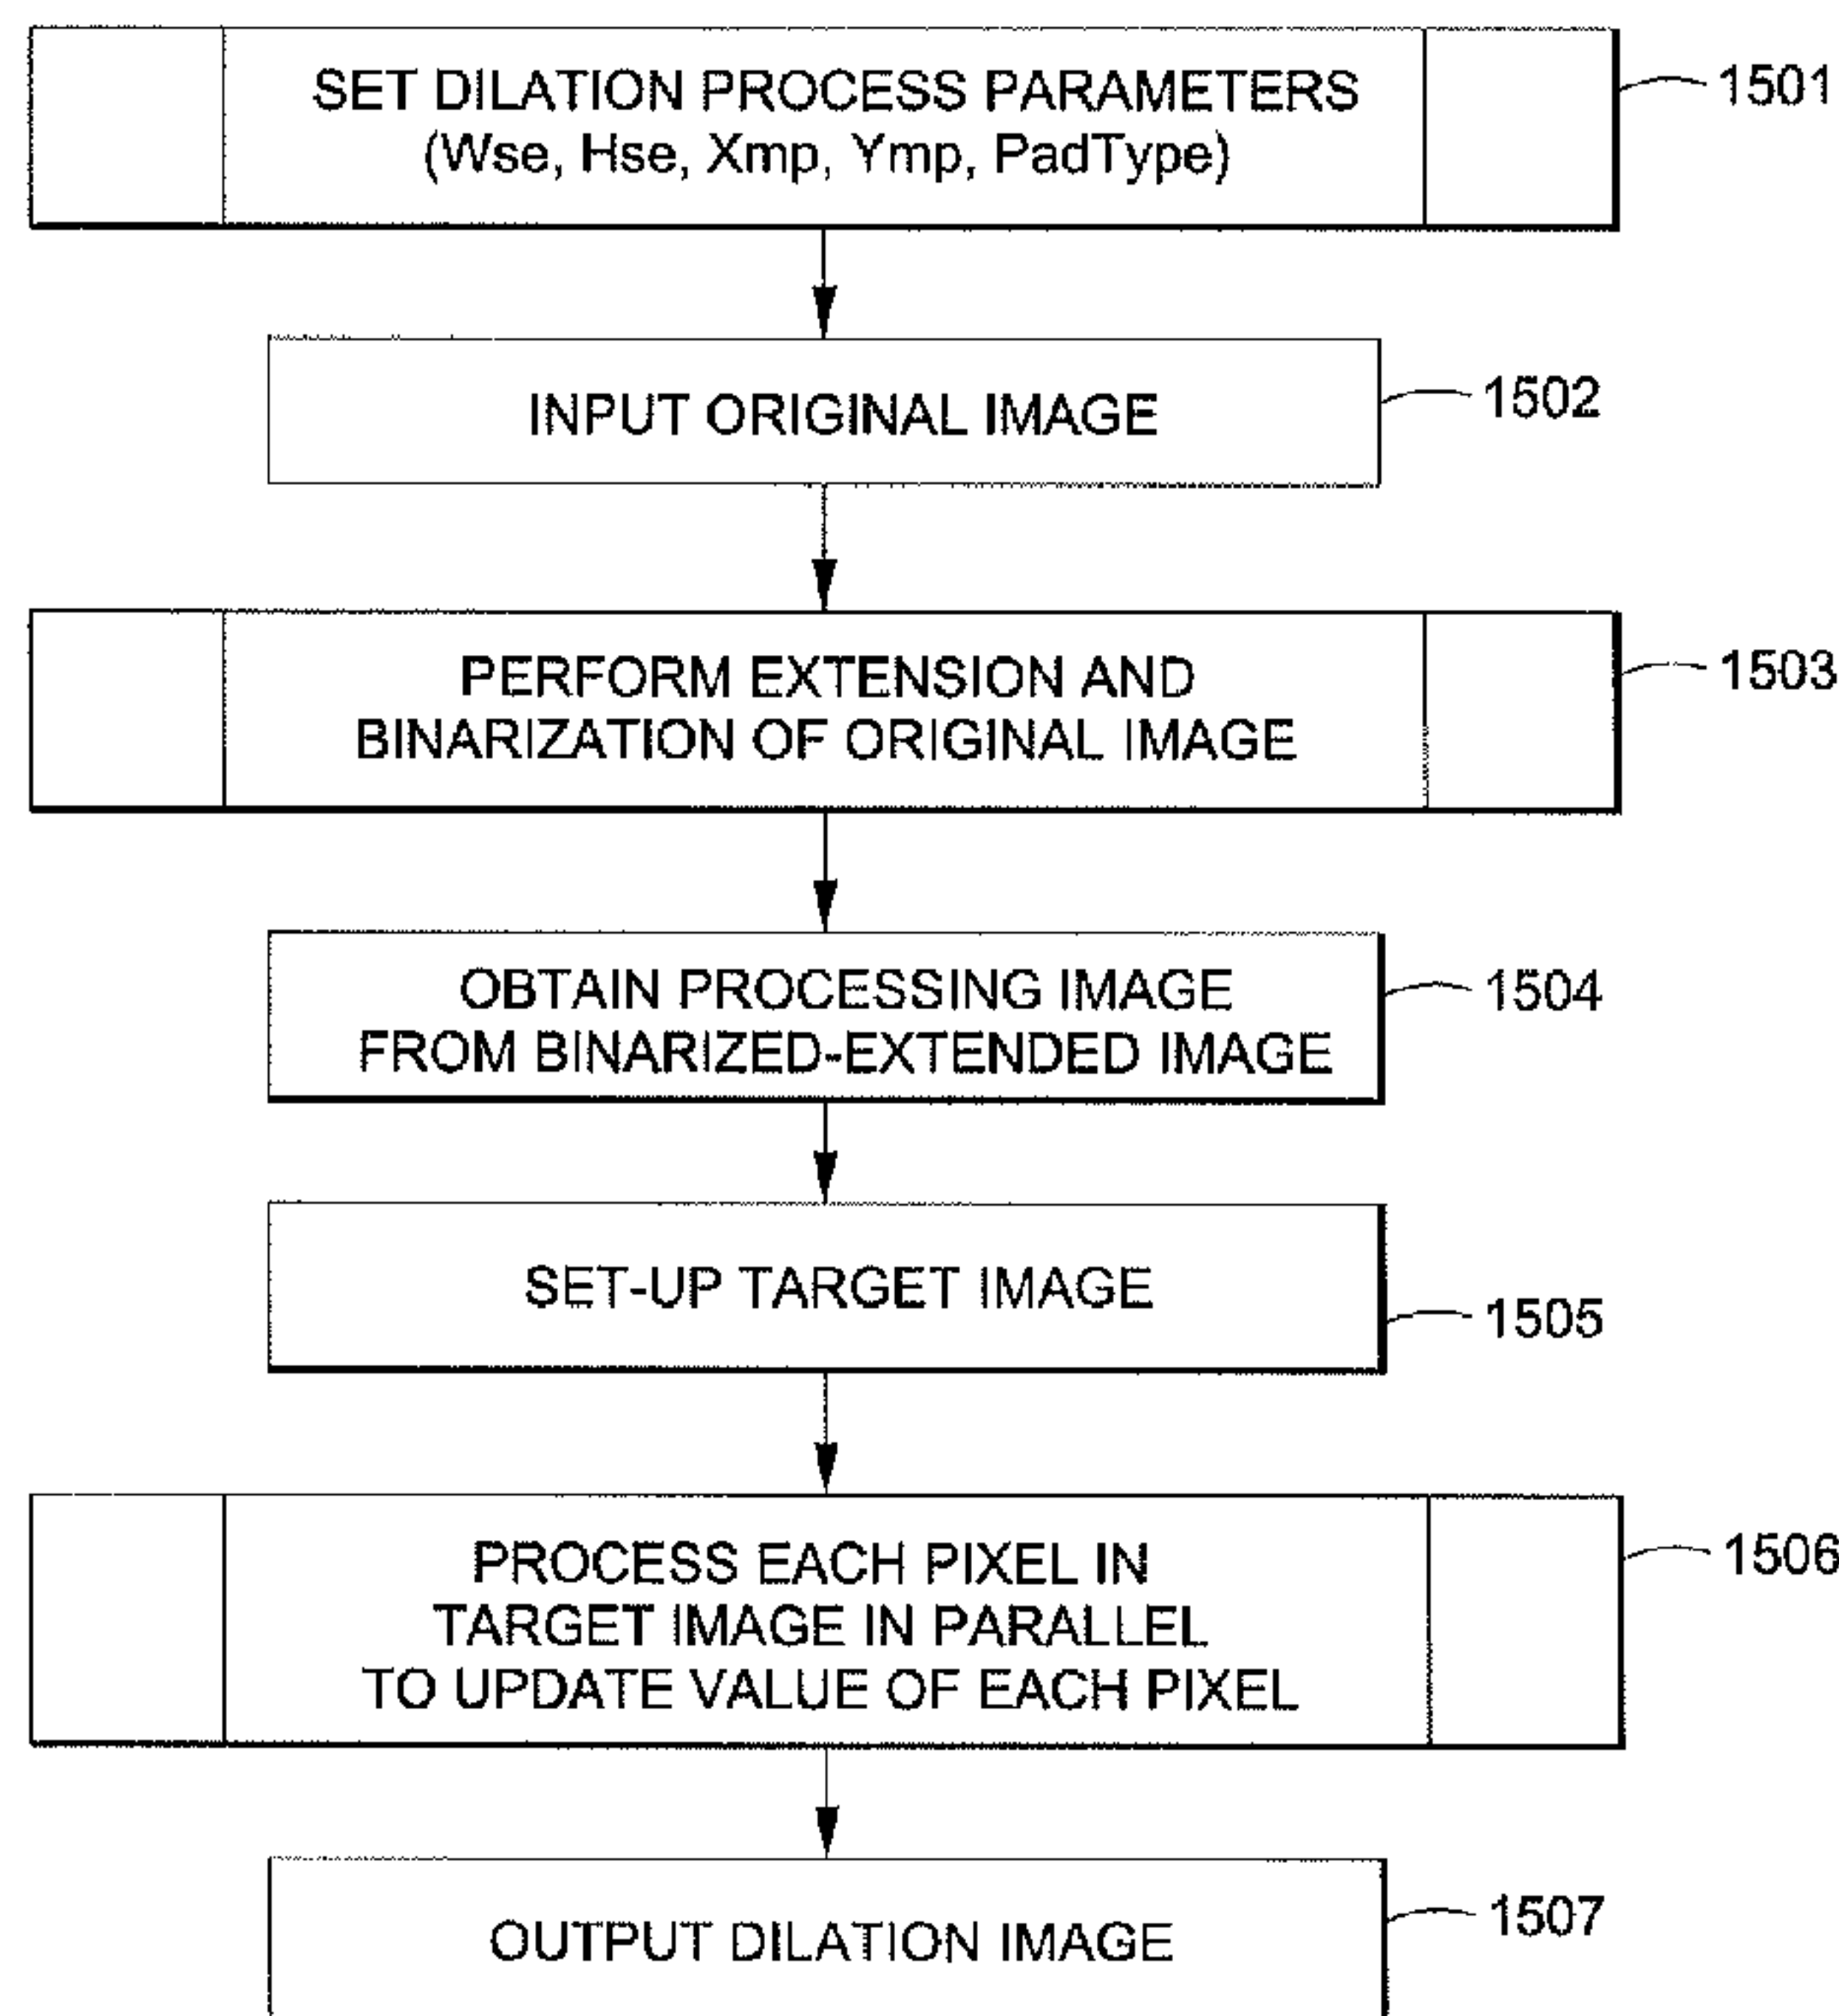 SET DILATION PROCESS PARAMETERS
(Wse, Hse, Xmp, Ymp, PadType)
1501
INPUT ORIGINAL IMAGE
1502
PERFORM EXTENSION AND
BINARIZATION OF ORIGINAL IMAGE
1503
OBTAIN PROCESSING IMAGE
FROM BINARIZED-EXTENDED IMAGE
1504
SET-UP TARGET IMAGE
1505
PROCESS EACH PIXEL IN
TARGET IMAGE IN PARALLEL
TO UPDATE VALUE OF EACH PIXEL
1506
OUTPUT DILATION IMAGE
1507